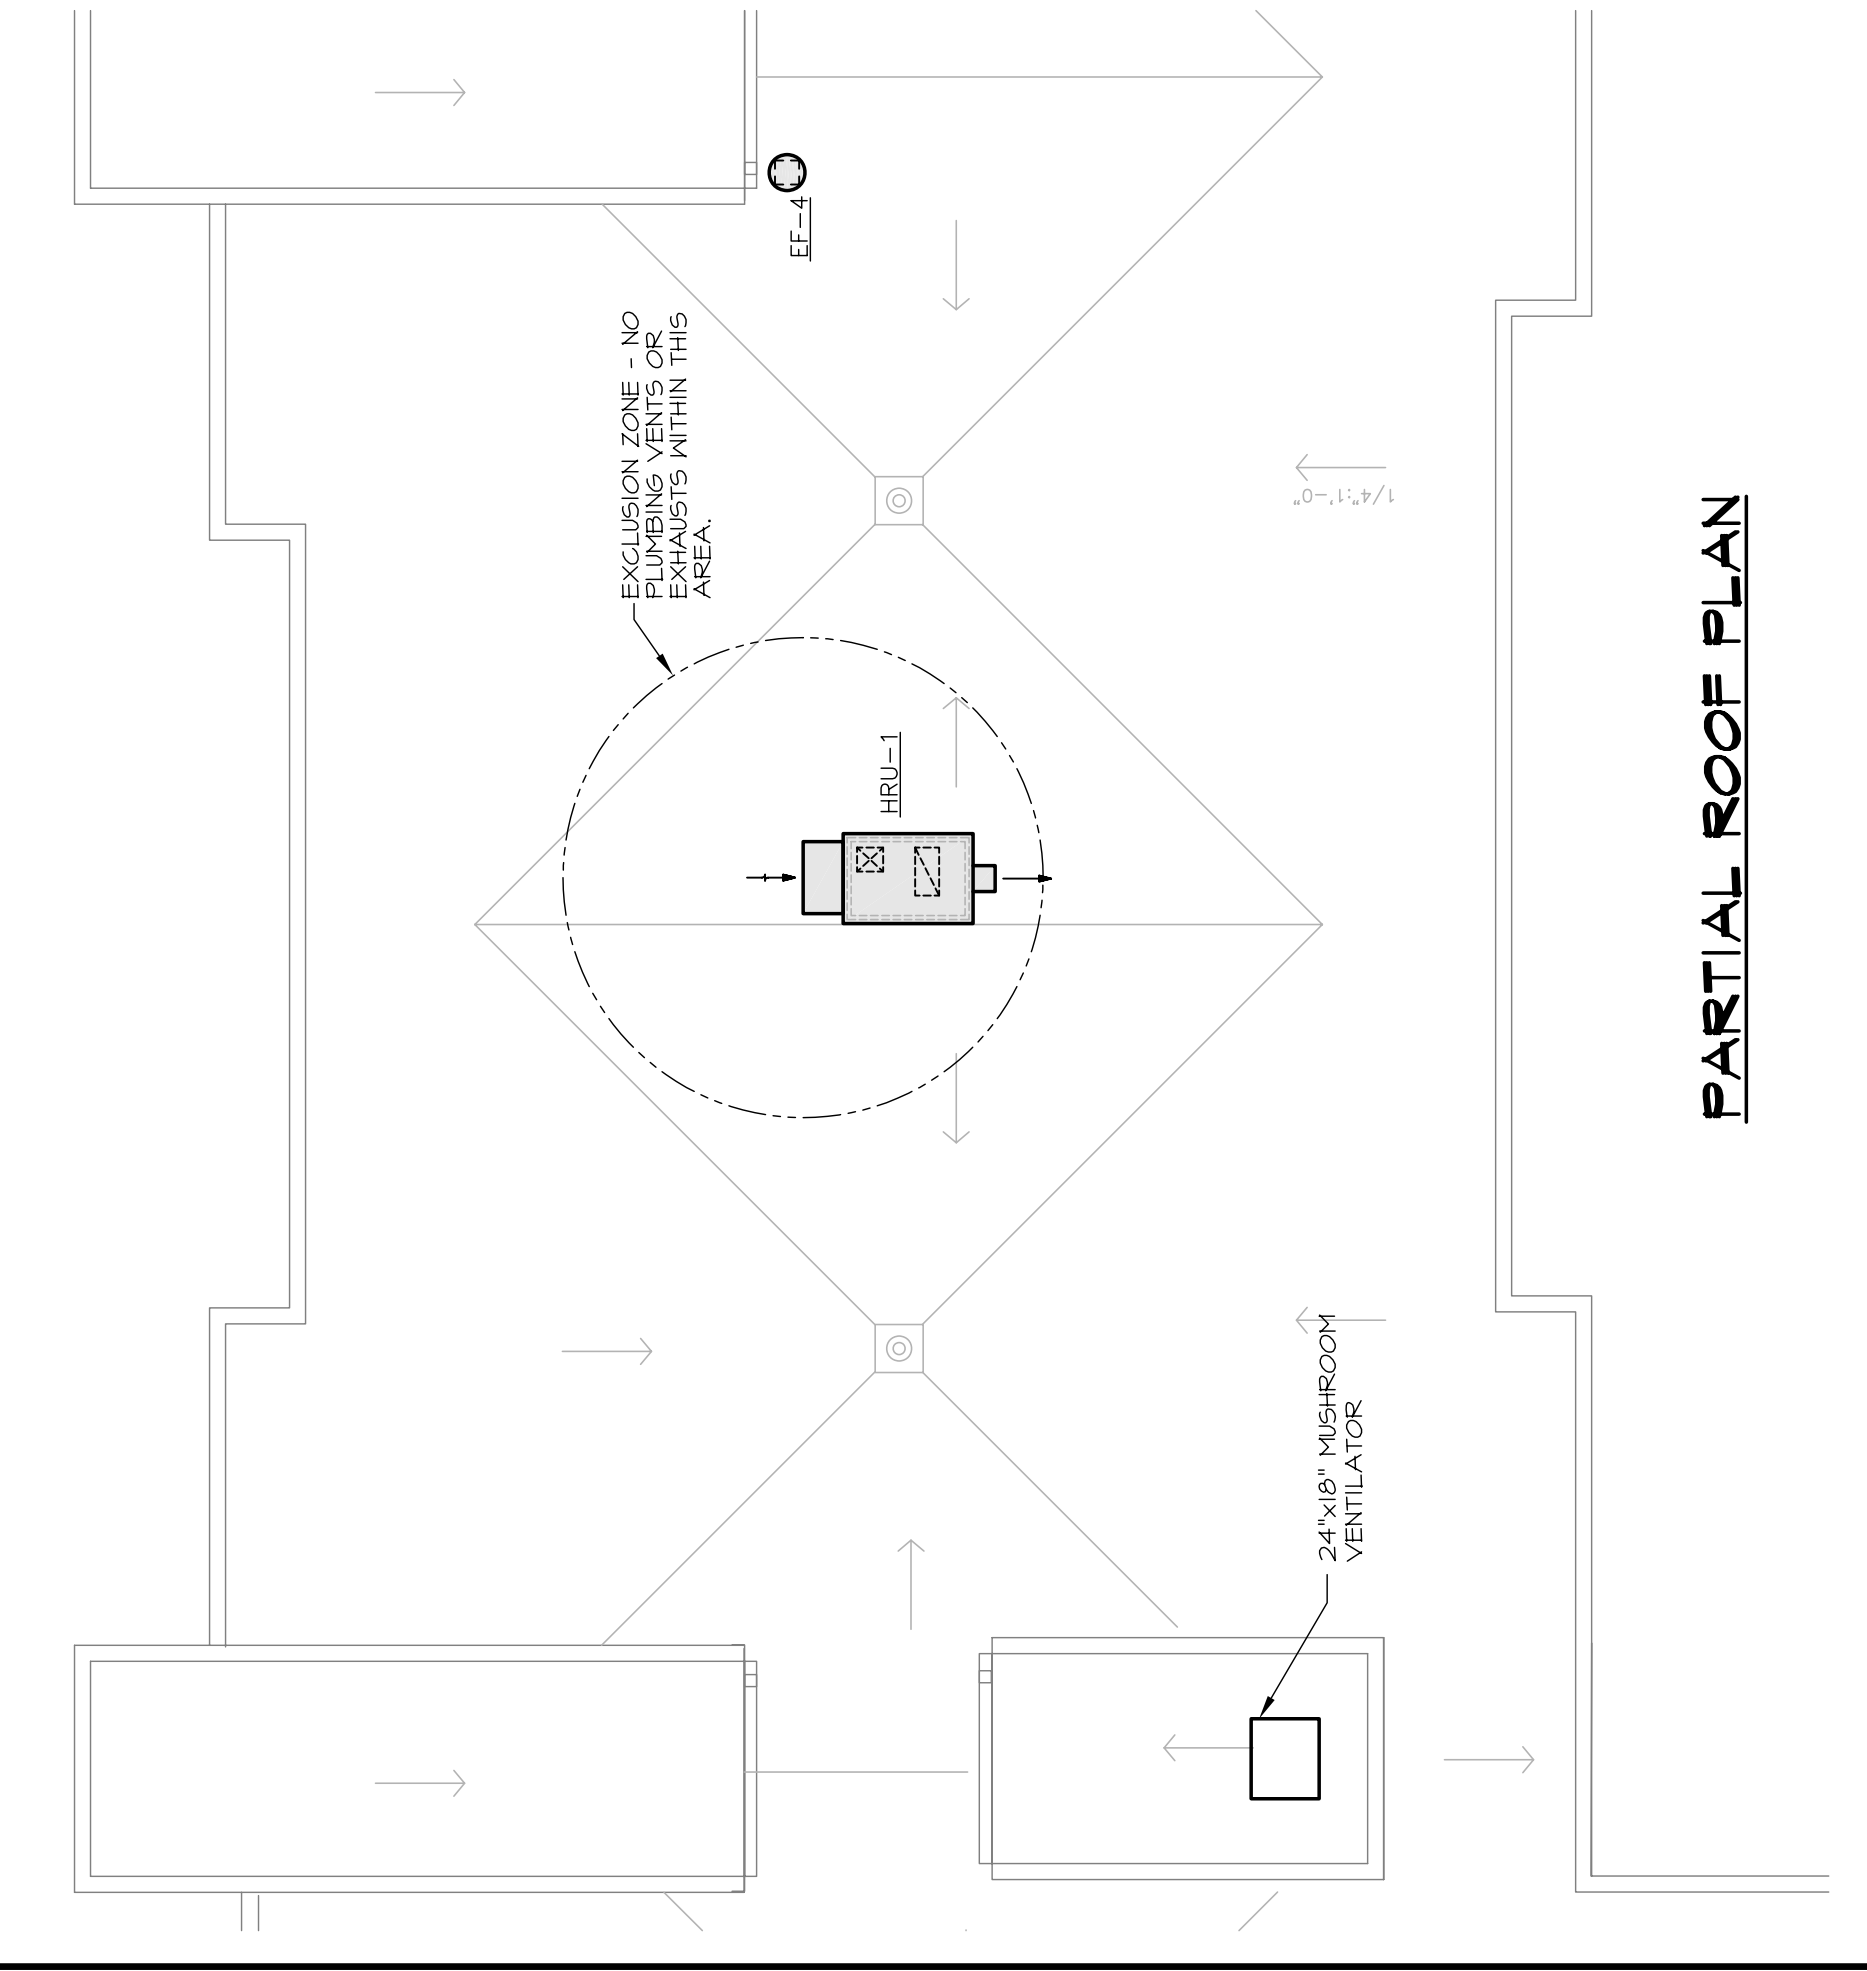 EF-4
EXCLUSION ZONE - NO
PLUMBING VENTS OR
EXHAUSTS WITHIN THIS
AREA.
1/4":1'-0"
HRU-1
24"x18" MUSHROOM
VENTILATOR
PARTIAL ROOF PLAN